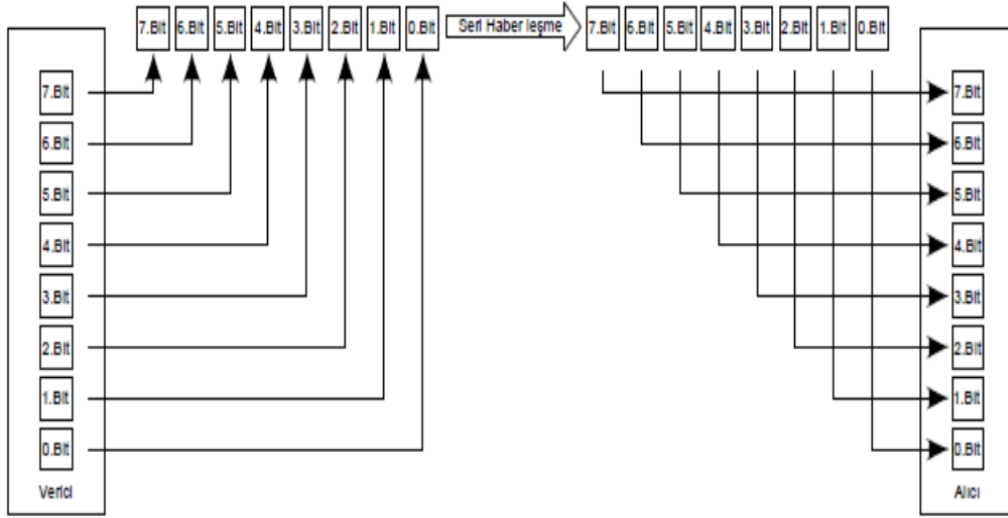 7.Bit 6.Bit 5.Bit 4.Bit 3.Bit 2.Bit 1.Bit 0.Bit Seri Haber leşme 7.Bit 6.Bit 5.Bit 4.Bit 3.Bit 2.Bit 1.Bit 0.Bit
7.Bit 7.Bit
6.Bit 6.Bit
5.Bit 5.Bit
4.Bit 4.Bit
3.Bit 3.Bit
2.Bit 2.Bit
1.Bit 1.Bit
0.Bit 0.Bit
Verici Alıcı